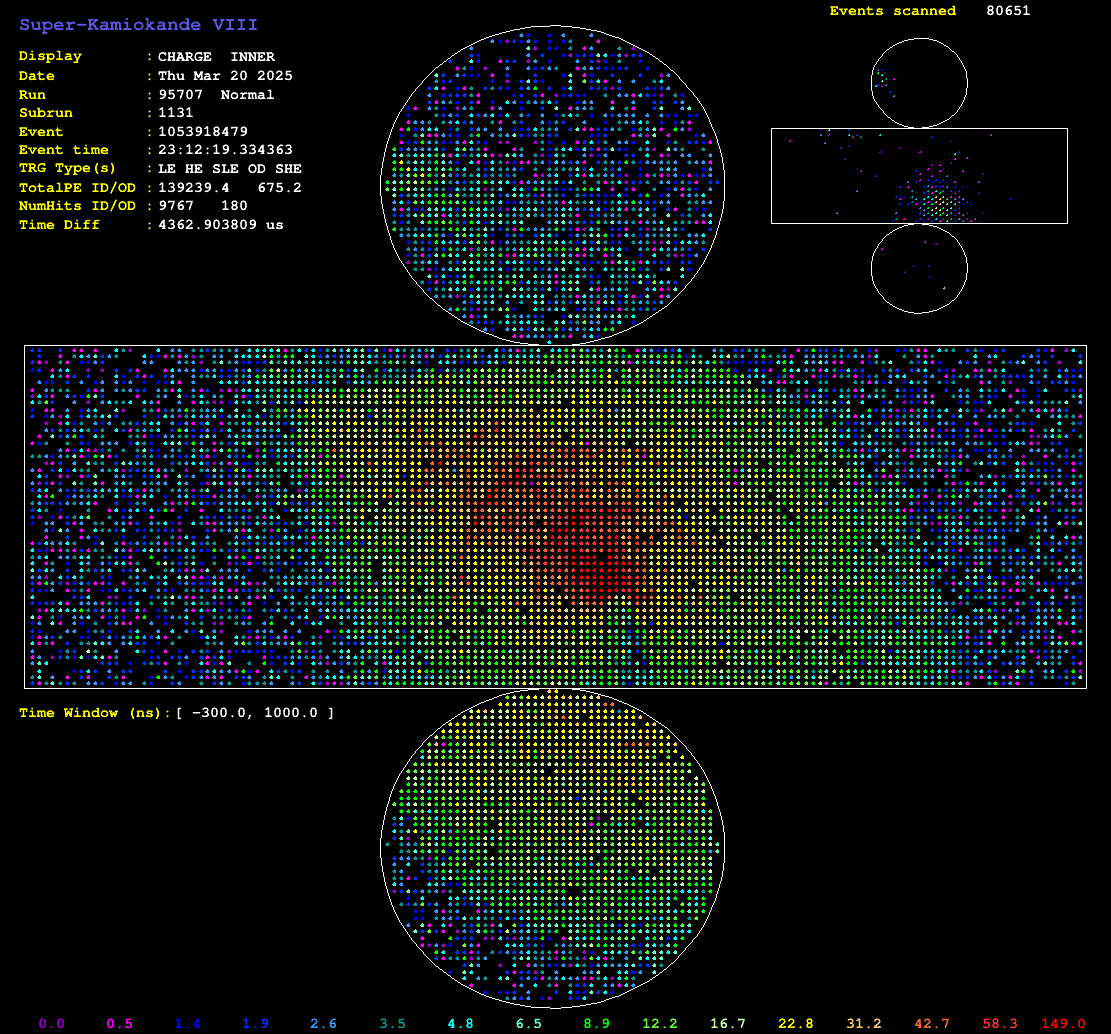 Super-Kamiokande VIII
Events scanned 80651
Display : CHARGE INNER
Date : Thu Mar 20 2025
Run : 95707 Normal
Subrun : 1131
Event : 1053918479
Event time : 23:12:19.334363
TRG Type(s) : LE HE SLE OD SHE
TotalPE ID/OD : 139239.4 675.2
NumHits ID/OD : 9767 180
Time Diff : 4362.903809 us
Time Window (ns):[ -300.0, 1000.0 ]
0.0 0.5 1.4 1.9 2.6 3.5 4.8 6.5 8.9 12.2 16.7 22.8 31.2 42.7 58.3 149.0